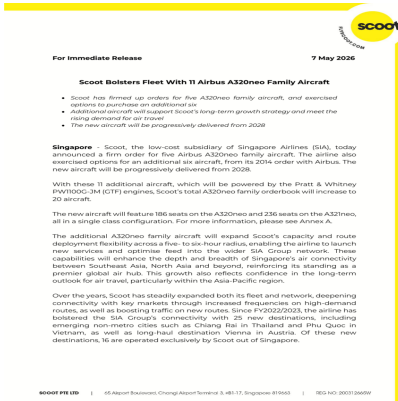 scoot
FLYSCOOT.COM
For Immediate Release 7 May 2026
Scoot Bolsters Fleet With 11 Airbus A320neo Family Aircraft
• Scoot has firmed up orders for five A320neo family aircraft, and exercised
options to purchase an additional six
• Additional aircraft will support Scoot's long-term growth strategy and meet the
rising demand for air travel
• The new aircraft will be progressively delivered from 2028
Singapore - Scoot, the low-cost subsidiary of Singapore Airlines (SIA), today
announced a firm order for five Airbus A320neo family aircraft. The airline also
exercised options for an additional six aircraft, from its 2014 order with Airbus. The
new aircraft will be progressively delivered from 2028.
With these 11 additional aircraft, which will be powered by the Pratt & Whitney
PW1100G-JM (GTF) engines, Scoot's total A320neo family orderbook will increase to
20 aircraft.
The new aircraft will feature 186 seats on the A320neo and 236 seats on the A321neo,
all in a single class configuration. For more information, please see Annex A.
The additional A320neo family aircraft will expand Scoot's capacity and route
deployment flexibility across a five- to six-hour radius, enabling the airline to launch
new services and optimise feed into the wider SIA Group network. These
capabilities will enhance the depth and breadth of Singapore's air connectivity
between Southeast Asia, North Asia and beyond, reinforcing its standing as a
premier global air hub. This growth also reflects confidence in the long-term
outlook for air travel, particularly within the Asia-Pacific region.
Over the years, Scoot has steadily expanded both its fleet and network, deepening
connectivity with key markets through increased frequencies on high-demand
routes, as well as boosting traffic on new routes. Since FY2022/2023, the airline has
bolstered the SIA Group's connectivity with 25 new destinations, including
emerging non-metro cities such as Chiang Rai in Thailand and Phu Quoc in
Vietnam, as well as long-haul destination Vienna in Austria. Of these new
destinations, 16 are operated exclusively by Scoot out of Singapore.
SCOOT PTE LTD | 65 Airport Boulevard, Changi Airport Terminal 3, #B1-17, Singapore 819663 | REG NO: 200312665W